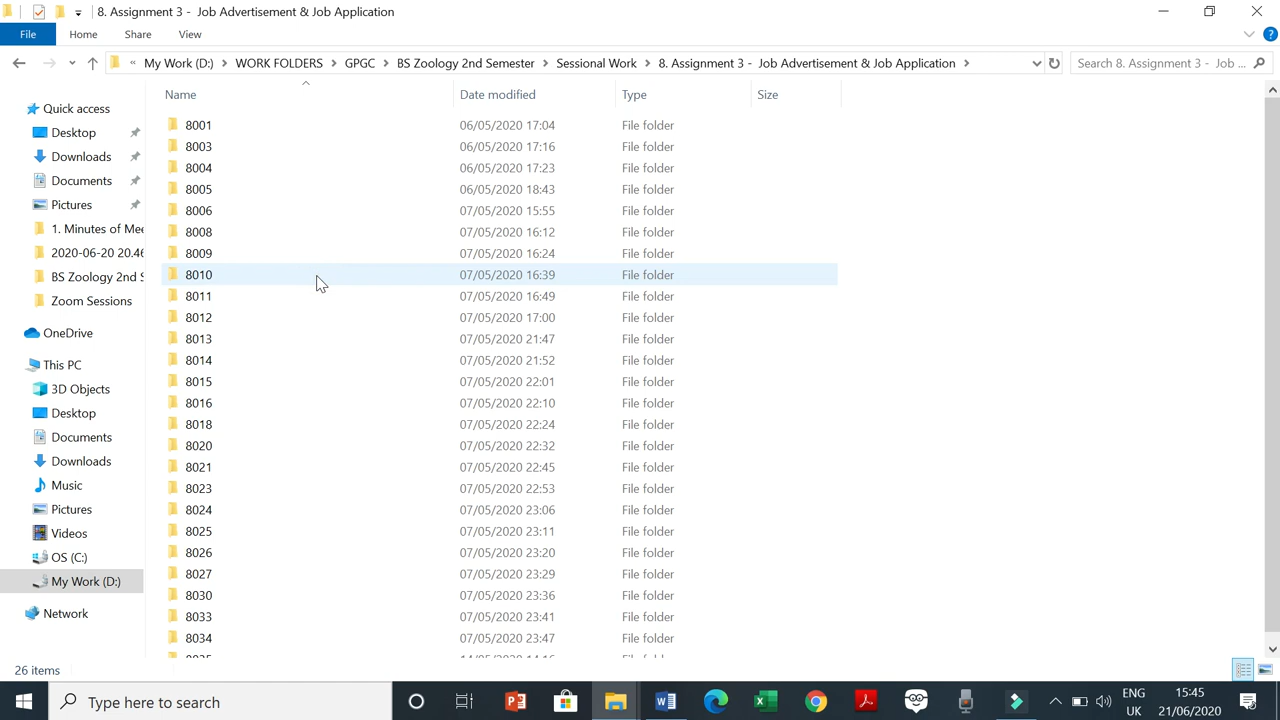 8. Assignment 3 - Job Advertisement & Job Application
File Home Share View
« My Work (D:) > WORK FOLDERS > GPGC > BS Zoology 2nd Semester > Sessional Work > 8. Assignment 3 - Job Advertisement & Job Application >
Search 8. Assignment 3 - Job ...
Name Date modified Type Size
Quick access
Desktop
Downloads
Documents
Pictures
1. Minutes of Mee
2020-06-20 20.46
BS Zoology 2nd S
Zoom Sessions
OneDrive
This PC
3D Objects
Desktop
Documents
Downloads
Music
Pictures
Videos
OS (C:)
My Work (D:)
Network
8001 06/05/2020 17:04 File folder
8003 06/05/2020 17:16 File folder
8004 06/05/2020 17:23 File folder
8005 06/05/2020 18:43 File folder
8006 07/05/2020 15:55 File folder
8008 07/05/2020 16:12 File folder
8009 07/05/2020 16:24 File folder
8010 07/05/2020 16:39 File folder
8011 07/05/2020 16:49 File folder
8012 07/05/2020 17:00 File folder
8013 07/05/2020 21:47 File folder
8014 07/05/2020 21:52 File folder
8015 07/05/2020 22:01 File folder
8016 07/05/2020 22:10 File folder
8018 07/05/2020 22:24 File folder
8020 07/05/2020 22:32 File folder
8021 07/05/2020 22:45 File folder
8023 07/05/2020 22:53 File folder
8024 07/05/2020 23:06 File folder
8025 07/05/2020 23:11 File folder
8026 07/05/2020 23:20 File folder
8027 07/05/2020 23:29 File folder
8030 07/05/2020 23:36 File folder
8033 07/05/2020 23:41 File folder
8034 07/05/2020 23:47 File folder
26 items
Type here to search
ENG 15:45
UK 21/06/2020